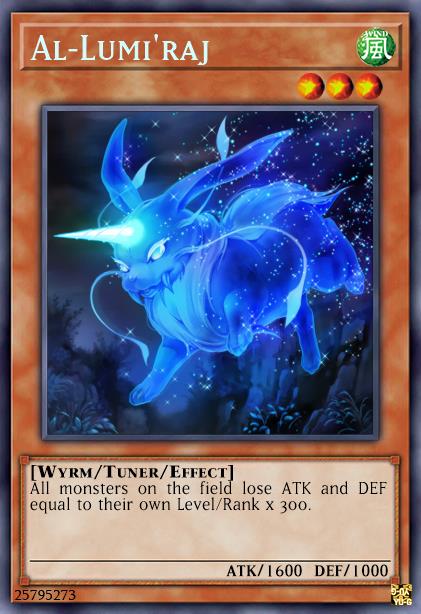 Al-Lumi'raj
WIND
風
[Wyrm/Tuner/Effect]
All monsters on the field lose ATK and DEF
equal to their own Level/Rank x 300.
ATK/1600 DEF/1000
25795273